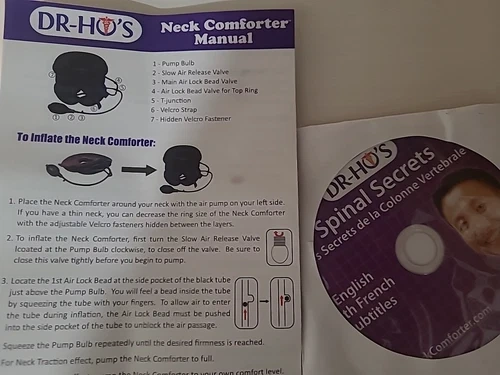 DR-HO'S Neck Comforter™
Manual
1 - Pump Bulb
2 - Slow Air Release Valve
3 - Main Air Lock Bead Valve
4 - Air Lock Bead Valve for Top Ring
5 - T-junction
6 - Velcro Strap
7 - Hidden Velcro Fastener
To Inflate the Neck Comforter:
1. Place the Neck Comforter around your neck with the air pump on your left side.
If you have a thin neck, you can decrease the ring size of the Neck Comforter
with the adjustable Velcro fasteners hidden between the layers.
2. To inflate the Neck Comforter, first turn the Slow Air Release Valve
(coated at the Pump Bulb clockwise, to close off the valve. Be sure to
close this valve tightly before you begin to pump.
3. Locate the 1st Air Lock Bead at the side pocket of the black tube
just above the Pump Bulb. You will feel a bead inside the tube
by squeezing the tube with your fingers. To allow air to enter
the tube during inflation, the Air Lock Bead must be pushed
into the side pocket of the tube to unblock the air passage.
Squeeze the Pump Bulb repeatedly until the desired firmness is reached.
For Neck Traction effect, pump the Neck Comforter to full.
the Neck Comforter to your own comfort level.
DR-HO'S
Spinal Secrets
s Secrets de la Colonne Vertebrale
English
th French
ubtitles
Comforter.com